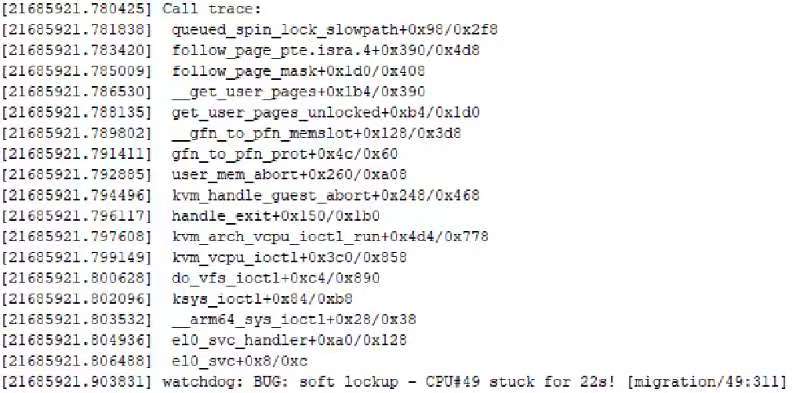 [21685921.780425] Call trace:
[21685921.781838] queued_spin_lock_slowpath+0x98/0x2f8
[21685921.783420] follow_page_pte.isra.4+0x390/0x4d8
[21685921.785009] follow_page_mask+0x1d0/0x408
[21685921.786530] __get_user_pages+0x1b4/0x390
[21685921.788135] get_user_pages_unlocked+0xb4/0x1d0
[21685921.789802] __gfn_to_pfn_memslot+0x128/0x3d8
[21685921.791411] gfn_to_pfn_prot+0x4c/0x60
[21685921.792885] user_mem_abort+0x260/0xa08
[21685921.794496] kvm_handle_guest_abort+0x248/0x468
[21685921.796117] handle_exit+0x150/0x1b0
[21685921.797608] kvm_arch_vcpu_ioctl_run+0x4d4/0x778
[21685921.799149] kvm_vcpu_ioctl+0x3c0/0x858
[21685921.800628] do_vfs_ioctl+0xc4/0x890
[21685921.802096] ksys_ioctl+0x84/0xb8
[21685921.803532] __arm64_sys_ioctl+0x28/0x38
[21685921.804936] el0_svc_handler+0xa0/0x128
[21685921.806488] el0_svc+0x8/0xc
[21685921.903831] watchdog: BUG: soft lockup - CPU#49 stuck for 22s! [migration/49:311]